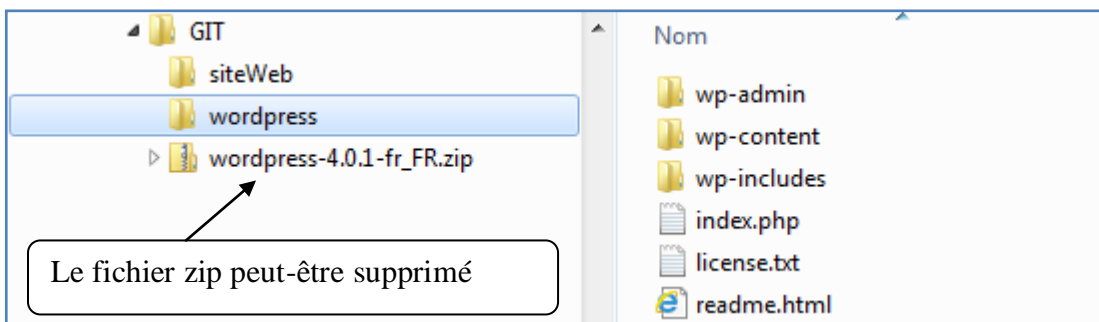 GIT
siteWeb
wordpress
wordpress-4.0.1-fr_FR.zip
Le fichier zip peut-être supprimé
Nom
wp-admin
wp-content
wp-includes
index.php
license.txt
readme.html